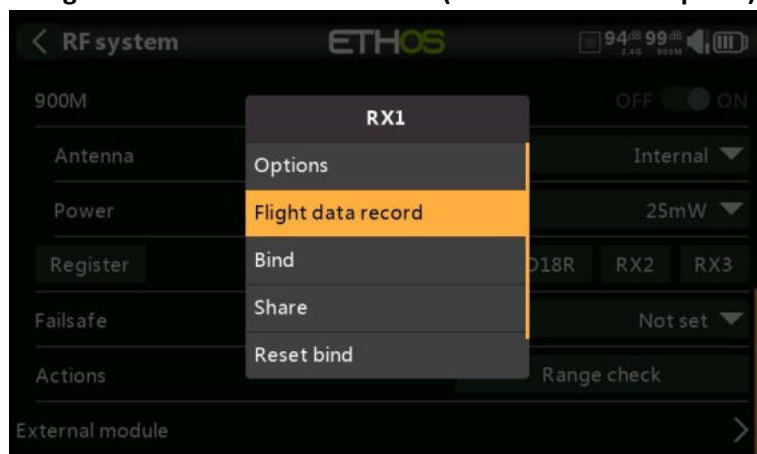 < RF system ETHOS 94dB 2.4G 99dB 900M
900M OFF ON
RX1
Antenna Internal
Options
Power 25mW
Flight data record
Register D18R RX2 RX3
Bind
Failsafe Not set
Share
Actions Range check
Reset bind
External module >